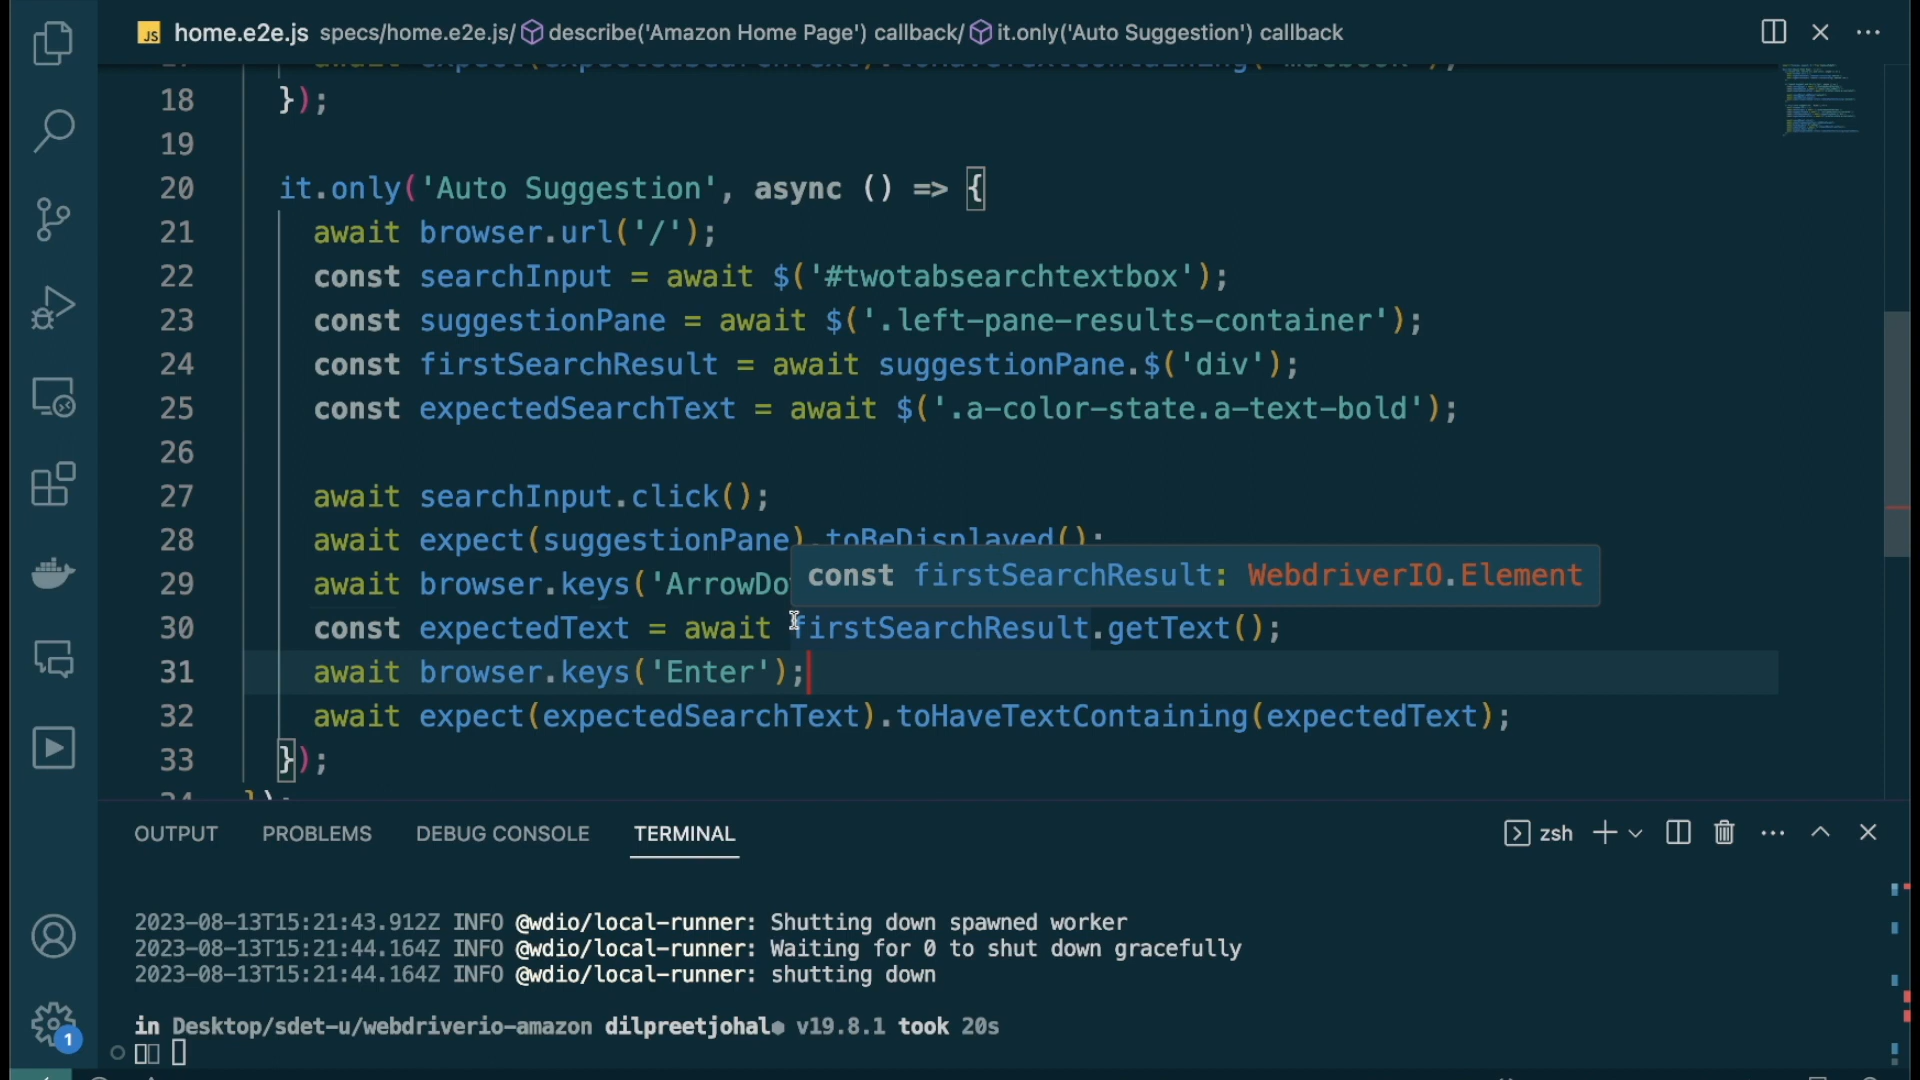 JS home.e2e.js specs/home.e2e.js/ describe('Amazon Home Page') callback/ it.only('Auto Suggestion') callback
18 });
19
20 it.only('Auto Suggestion', async () => {
21 await browser.url('/');
22 const searchInput = await $('#twotabsearchtextbox');
23 const suggestionPane = await $('.left-pane-results-container');
24 const firstSearchResult = await suggestionPane.$('div');
25 const expectedSearchText = await $('.a-color-state.a-text-bold');
26
27 await searchInput.click();
28 await expect(suggestionPane).toBeDisplayed();
const firstSearchResult: WebdriverIO.Element
29 await browser.keys('ArrowDo
30 const expectedText = await firstSearchResult.getText();
31 await browser.keys('Enter');
32 await expect(expectedSearchText).toHaveTextContaining(expectedText);
33 });
OUTPUT PROBLEMS DEBUG CONSOLE TERMINAL zsh
2023-08-13T15:21:43.912Z INFO @wdio/local-runner: Shutting down spawned worker
2023-08-13T15:21:44.164Z INFO @wdio/local-runner: Waiting for 0 to shut down gracefully
2023-08-13T15:21:44.164Z INFO @wdio/local-runner: shutting down
in Desktop/sdet-u/webdriverio-amazon dilpreetjohal● v19.8.1 took 20s
1